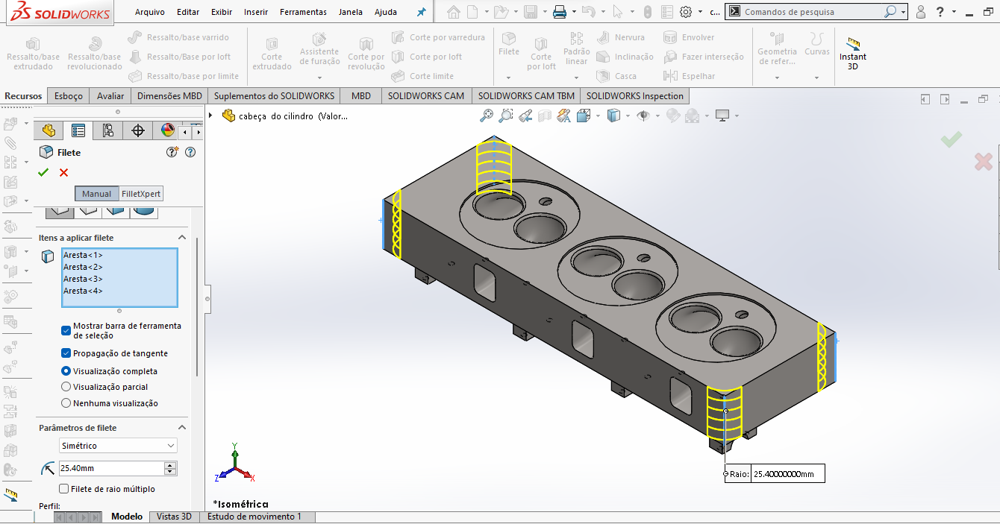 SOLIDWORKS
Arquivo Editar Exibir Inserir Ferramentas Janela Ajuda
c...
Comandos de pesquisa
?
Ressalto/base extrudado
Ressalto/base revolucionado
Ressalto/base varrido
Ressalto/Base por loft
Ressalto/base por limite
Corte extrudado
Assistente de furação
Corte por revolução
Corte por varredura
Corte por loft
Corte limite
Filete
Corte por loft
Padrão linear
Nervura
Inclinação
Casca
Envolver
Fazer interseção
Espelhar
Geometria de refer...
Curvas
Instant 3D
Recursos Esboço Avaliar Dimensões MBD Suplementos do SOLIDWORKS MBD SOLIDWORKS CAM SOLIDWORKS CAM TBM SOLIDWORKS Inspection
cabeça do cilindro (Valor...
Filete
Manual FilletXpert
Itens a aplicar filete
Aresta<1>
Aresta<2>
Aresta<3>
Aresta<4>
Mostrar barra de ferramenta
de seleção
Propagação de tangente
Visualização completa
Visualização parcial
Nenhuma visualização
Parâmetros de filete
Simétrico
25.40mm
Filete de raio múltiplo
Perfil:
Raio: 25.40000000mm
Y
Z
X
*Isométrica
Modelo Vistas 3D Estudo de movimento 1